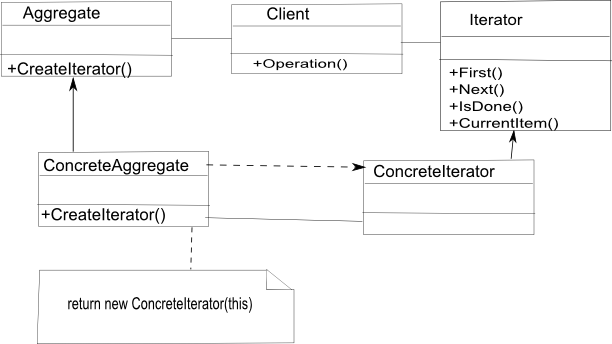 Aggregate
+CreateIterator()
Client
+Operation()
Iterator
+First()
+Next()
+IsDone()
+CurrentItem()
ConcreteAggregate
+CreateIterator()
ConcreteIterator
return new ConcreteIterator(this)